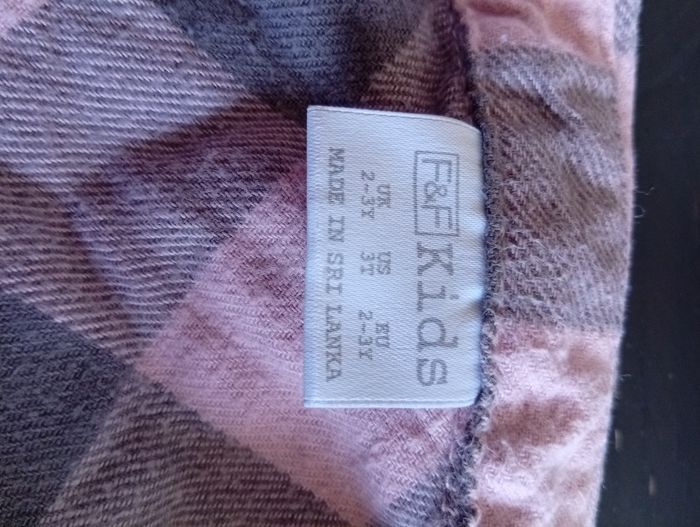 F&F Kids
UK US EU
2-3Y 3T 2-3Y
MADE IN SRI LANKA